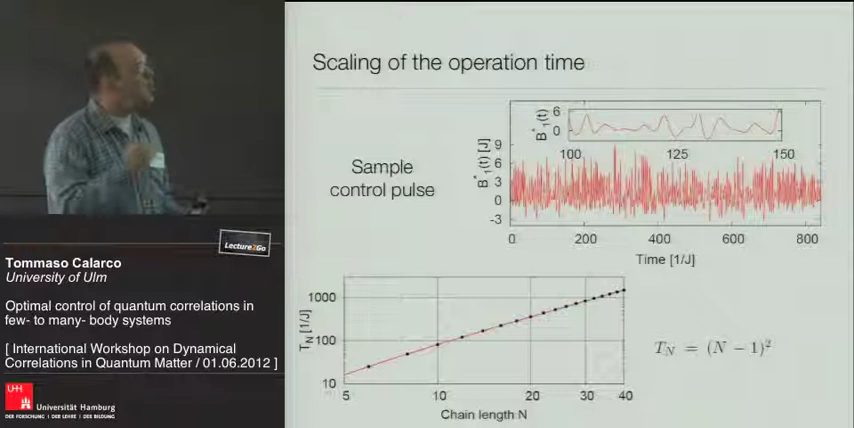 Scaling of the operation time
Sample
control pulse
B*1(t) [J]
9
6
3
0
-3
0 200 400 600 800
Time [1/J]
B*1(t)
6
0
100 125 150
TN [1/J]
1000
100
10
5 10 20 30 40
Chain length N
TN = (N − 1)²
Lecture2Go
Tommaso Calarco
University of Ulm
Optimal control of quantum correlations in
few- to many- body systems
[ International Workshop on Dynamical
Correlations in Quantum Matter / 01.06.2012 ]
UH
Universität Hamburg
DER FORSCHUNG | DER LEHRE | DER BILDUNG